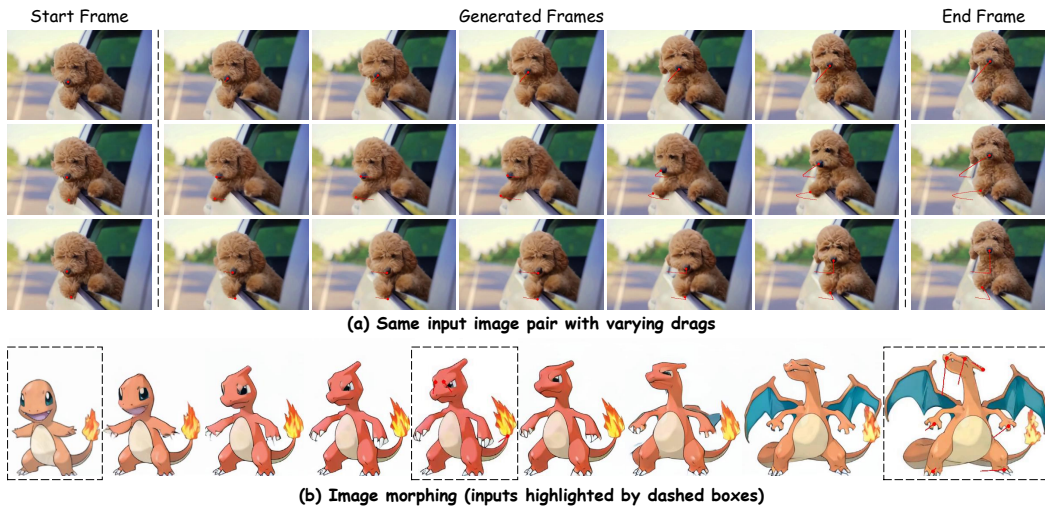 Start Frame
Generated Frames
End Frame
(a) Same input image pair with varying drags
(b) Image morphing (inputs highlighted by dashed boxes)